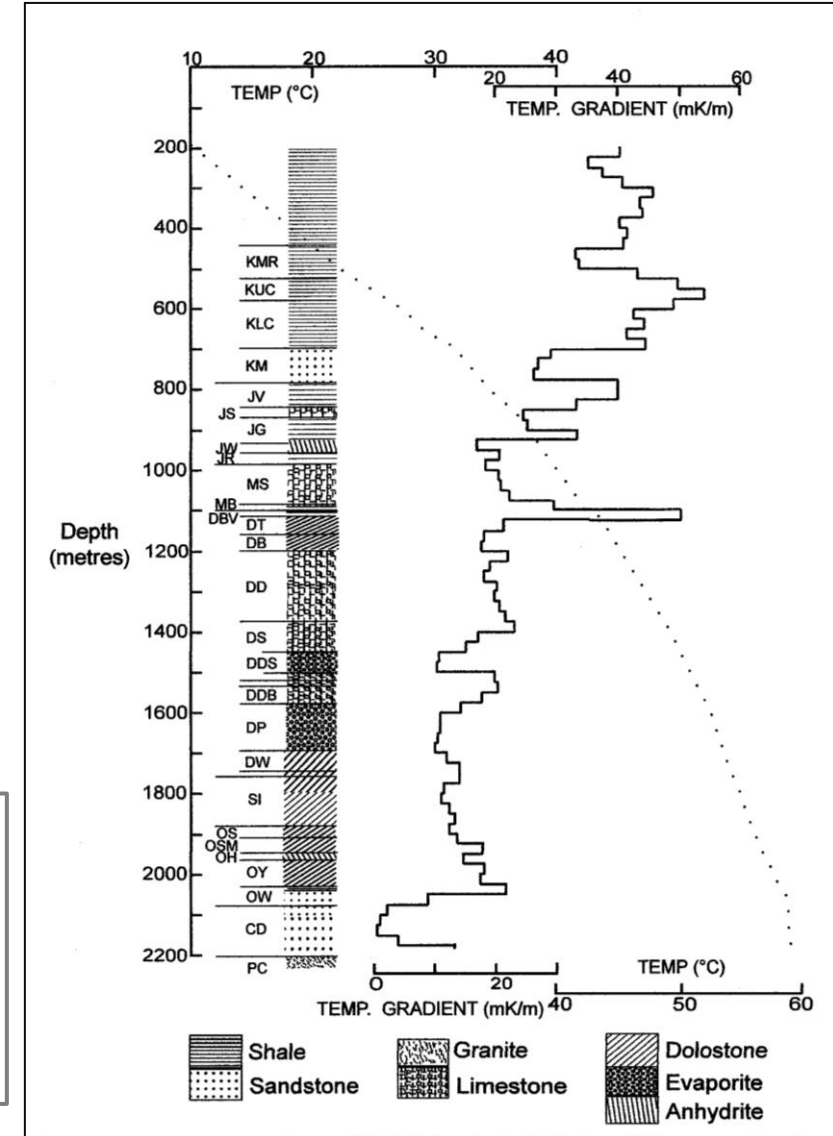 10 20 30 40
TEMP (°C)
20 40 60
TEMP. GRADIENT (mK/m)
200
400
KMR
KUC
600
KLC
KM
800
JV
JS
JG
JW
JR
1000
MS
MB
DBV
DT
Depth
(metres)
DB
1200
DD
1400
DS
DDS
DDB
1600
DP
DW
1800
SI
OS
OSM
OH
2000
OY
OW
CD
2200
PC
0 20 40
TEMP. GRADIENT (mK/m)
TEMP (°C)
50 60
Shale
Sandstone
Granite
Limestone
Dolostone
Evaporite
Anhydrite